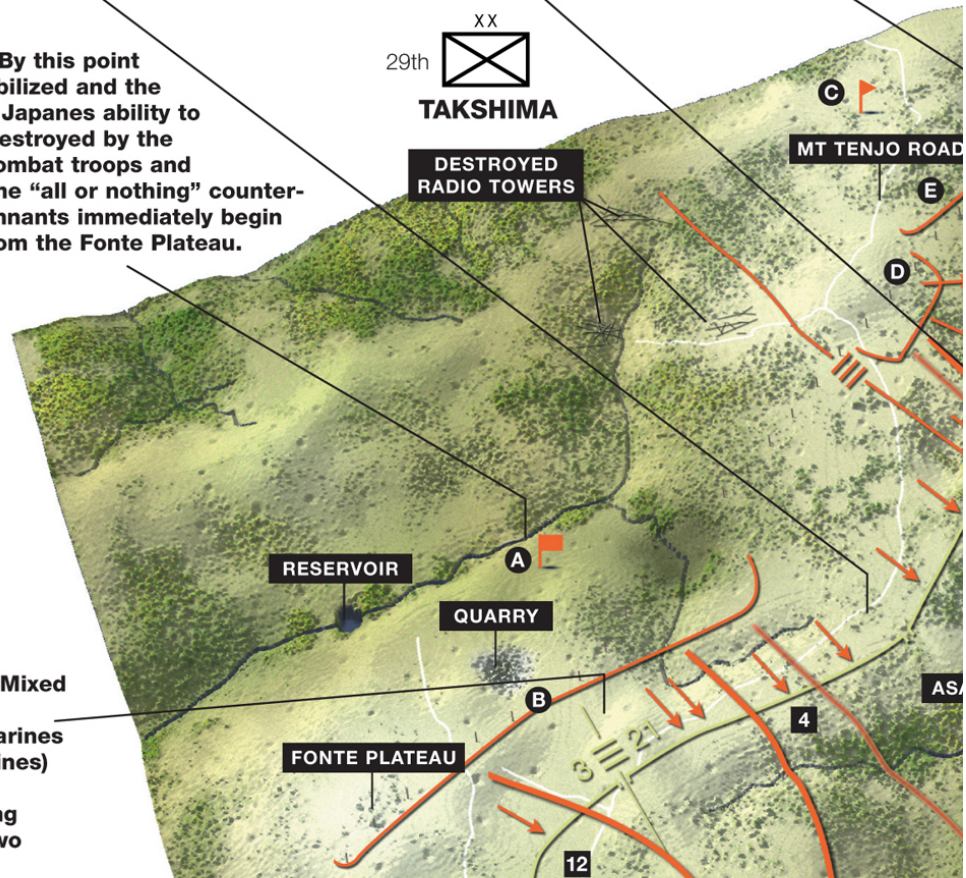 By this point
bilized and the
Japanes ability to
estroyed by the
ombat troops and
ne “all or nothing” counter-
nnants immediately begin
om the Fonte Plateau.
XX
29th
TAKSHIMA
DESTROYED
RADIO TOWERS
C
MT TENJO ROAD
E
D
A
RESERVOIR
QUARRY
Mixed
arines
ines)
ng
wo
B
ASA
4
3 21
FONTE PLATEAU
12